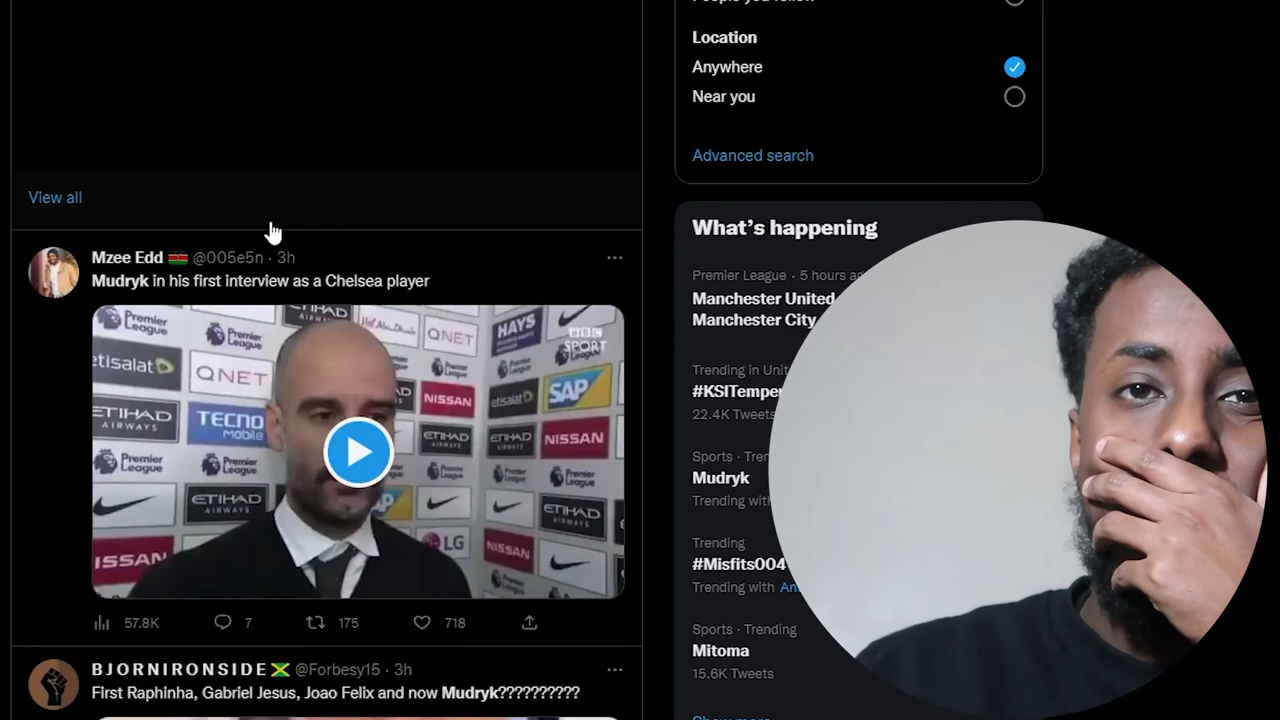 View all
Mzee Edd @005e5n · 3h
Mudryk in his first interview as a Chelsea player
BBC
SPORT
Premier League
etisalat
QNET
HAYS
SAP
NISSAN
TECNO
mobile
ETIHAD
AIRWAYS
LG
57.8K 7 175 718
BJORNIRONSIDE @Forbesy15 · 3h
First Raphinha, Gabriel Jesus, Joao Felix and now Mudryk??????????
Location
Anywhere
Near you
Advanced search
What's happening
Premier League · 5 hours
Manchester United
Manchester City
Trending in
#KSITemper
22.4K Tweets
Sports ·
Mudryk
Trending
Trending
#Misfits004
Trending with
Sports · Trending
Mitoma
15.6K Tweets